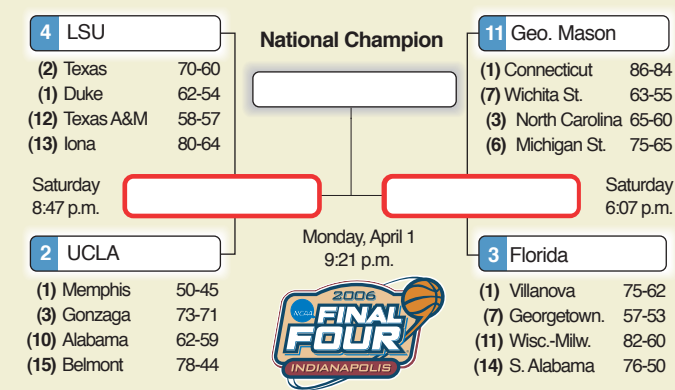 4 LSU
(2) Texas 70-60
(1) Duke 62-54
(12) Texas A&M 58-57
(13) Iona 80-64
Saturday
8:47 p.m.
2 UCLA
(1) Memphis 50-45
(3) Gonzaga 73-71
(10) Alabama 62-59
(15) Belmont 78-44
National Champion
Monday, April 1
9:21 p.m.
2006
NCAA
FINAL
FOUR
INDIANAPOLIS
11 Geo. Mason
(1) Connecticut 86-84
(7) Wichita St. 63-55
(3) North Carolina 65-60
(6) Michigan St. 75-65
Saturday
6:07 p.m.
3 Florida
(1) Villanova 75-62
(7) Georgetown. 57-53
(11) Wisc.-Milw. 82-60
(14) S. Alabama 76-50